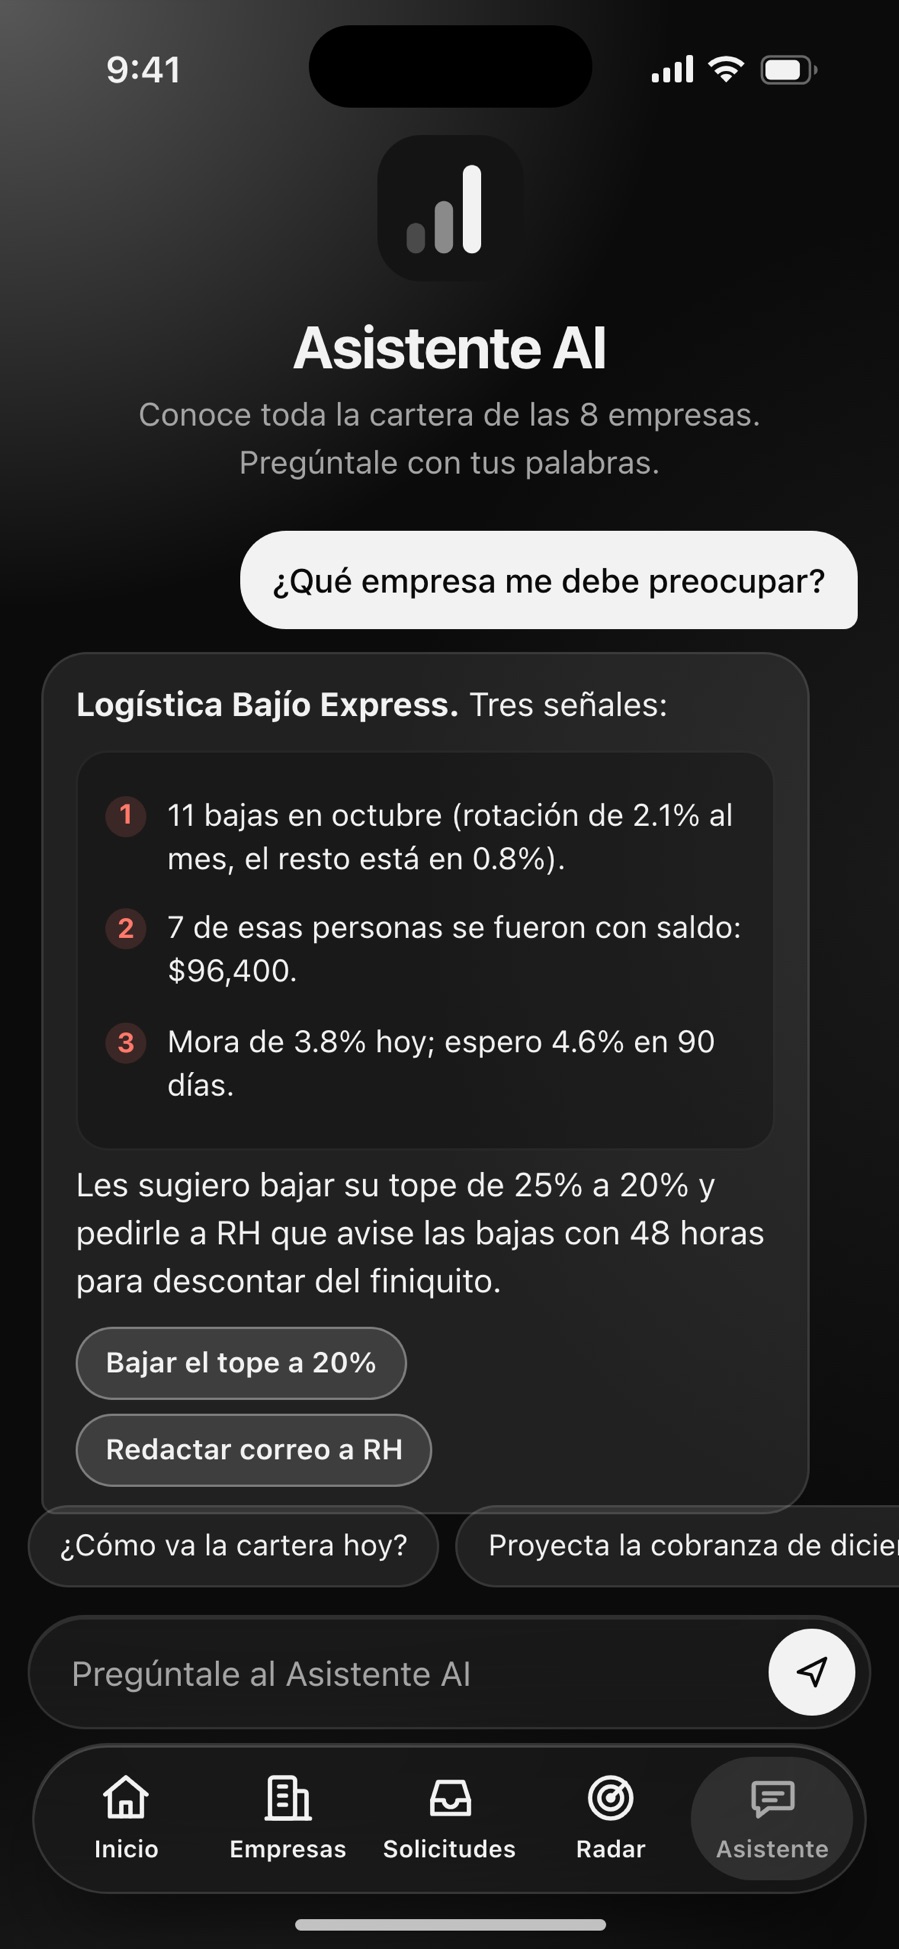 9:41
Asistente AI
Conoce toda la cartera de las 8 empresas.
Pregúntale con tus palabras.
¿Qué empresa me debe preocupar?
Logística Bajío Express. Tres señales:
1 11 bajas en octubre (rotación de 2.1% al
mes, el resto está en 0.8%).
2 7 de esas personas se fueron con saldo:
$96,400.
3 Mora de 3.8% hoy; espero 4.6% en 90
días.
Les sugiero bajar su tope de 25% a 20% y
pedirle a RH que avise las bajas con 48 horas
para descontar del finiquito.
Bajar el tope a 20%
Redactar correo a RH
¿Cómo va la cartera hoy? Proyecta la cobranza de dicie
Pregúntale al Asistente AI
Inicio Empresas Solicitudes Radar Asistente